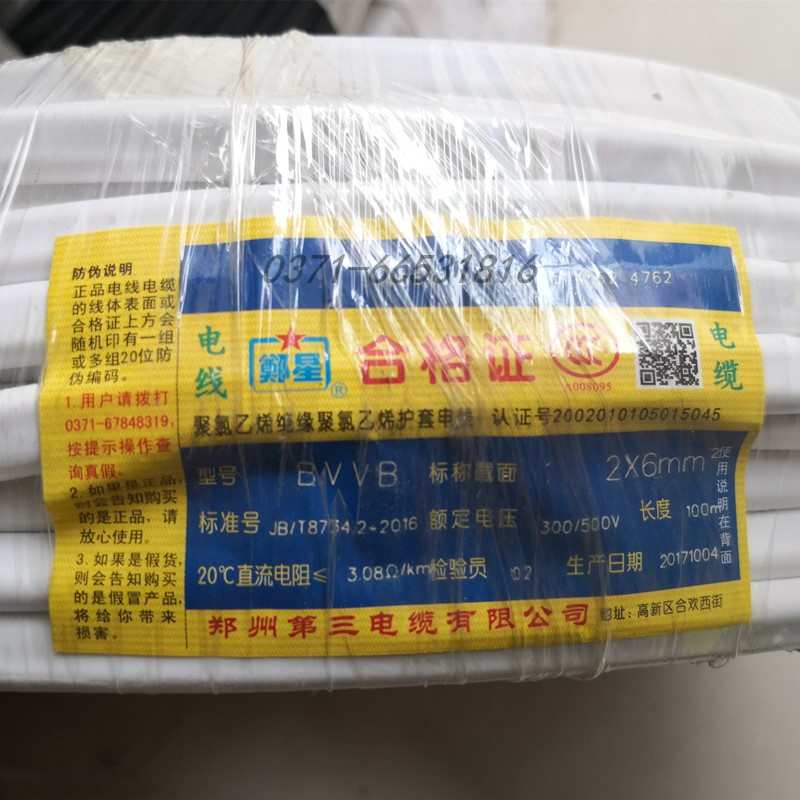 防伪说明
正品电线电缆
的线体表面或
合格证上方会
随机印有一组
或多组20位防
伪编码。
1.用户请拨打
0371-67848319,
按提示操作查
询真假。
2.如果是正品,
则会告知购买
的是正品,请
放心使用。
3.如果是假货,
则会告知购买
的是假冒产品,
将给你带来
损害。
0371-66531816
4762
电线
郑星®
合格证
1008095
电缆
聚氯乙烯绝缘聚氯乙烯护套电线 认证号2002010105015045
型号 BVVB 标称截面 2X6mm²
标准号 JB/T8734.2-2016 额定电压 300/500V 长度 100m
20℃直流电阻≤ 3.08Ω/km 检验员 02 生产日期 20171004
使用说明在背面
郑州第三电缆有限公司 地址:高新区合欢西街